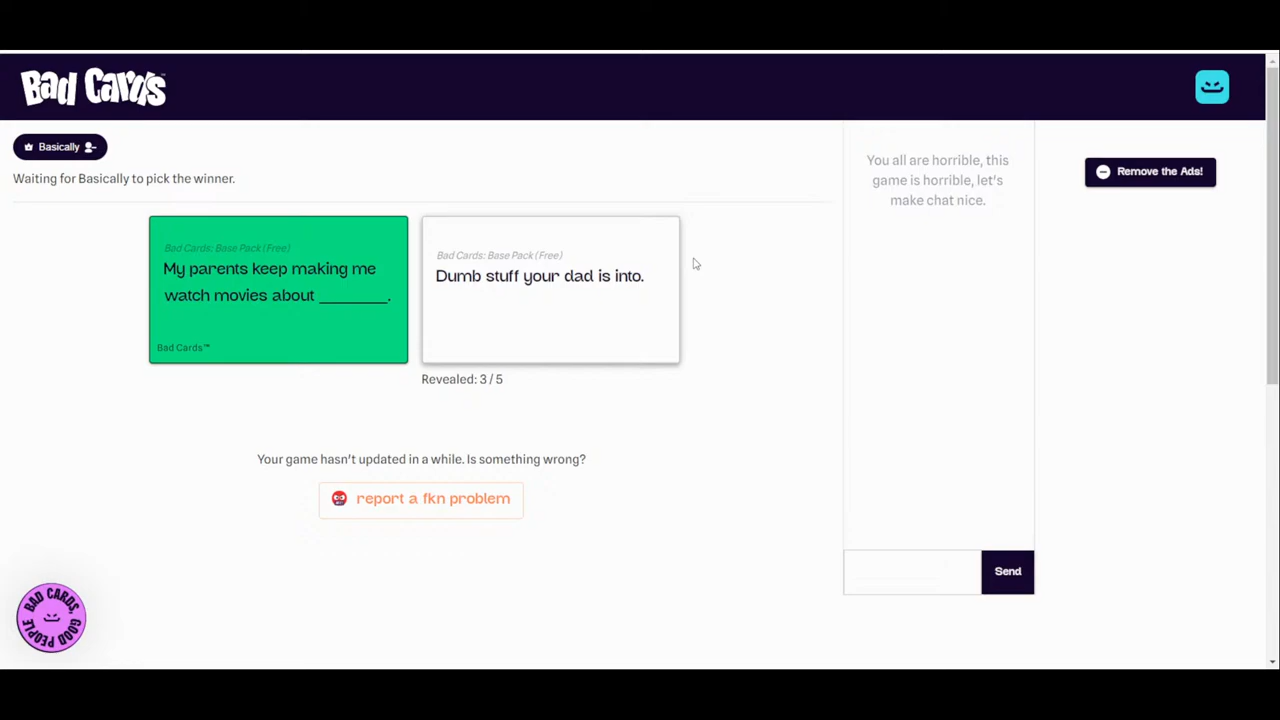 Bad Cards™
Basically
Waiting for Basically to pick the winner.
Bad Cards: Base Pack (Free)
My parents keep making me
watch movies about ________.
Bad Cards™
Bad Cards: Base Pack (Free)
Dumb stuff your dad is into.
Revealed: 3 / 5
Your game hasn't updated in a while. Is something wrong?
report a fkn problem
You all are horrible, this
game is horrible, let's
make chat nice.
Send
Remove the Ads!
BAD CARDS,
GOOD PEOPLE